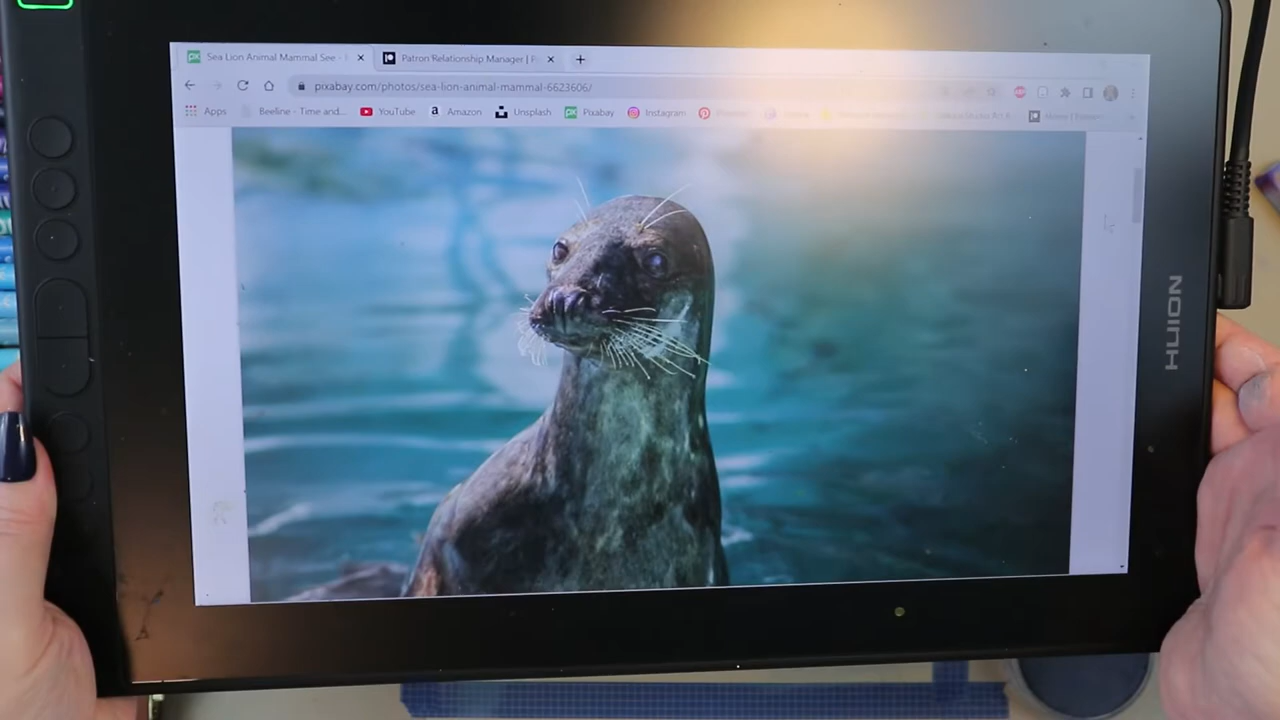 Sea Lion Animal Mammal See - Patron Relationship Manager |
pixabay.com/photos/sea-lion-animal-mammal-6623606/
Apps Beeline - Time and... YouTube Amazon Unsplash Pixabay Instagram
HUION